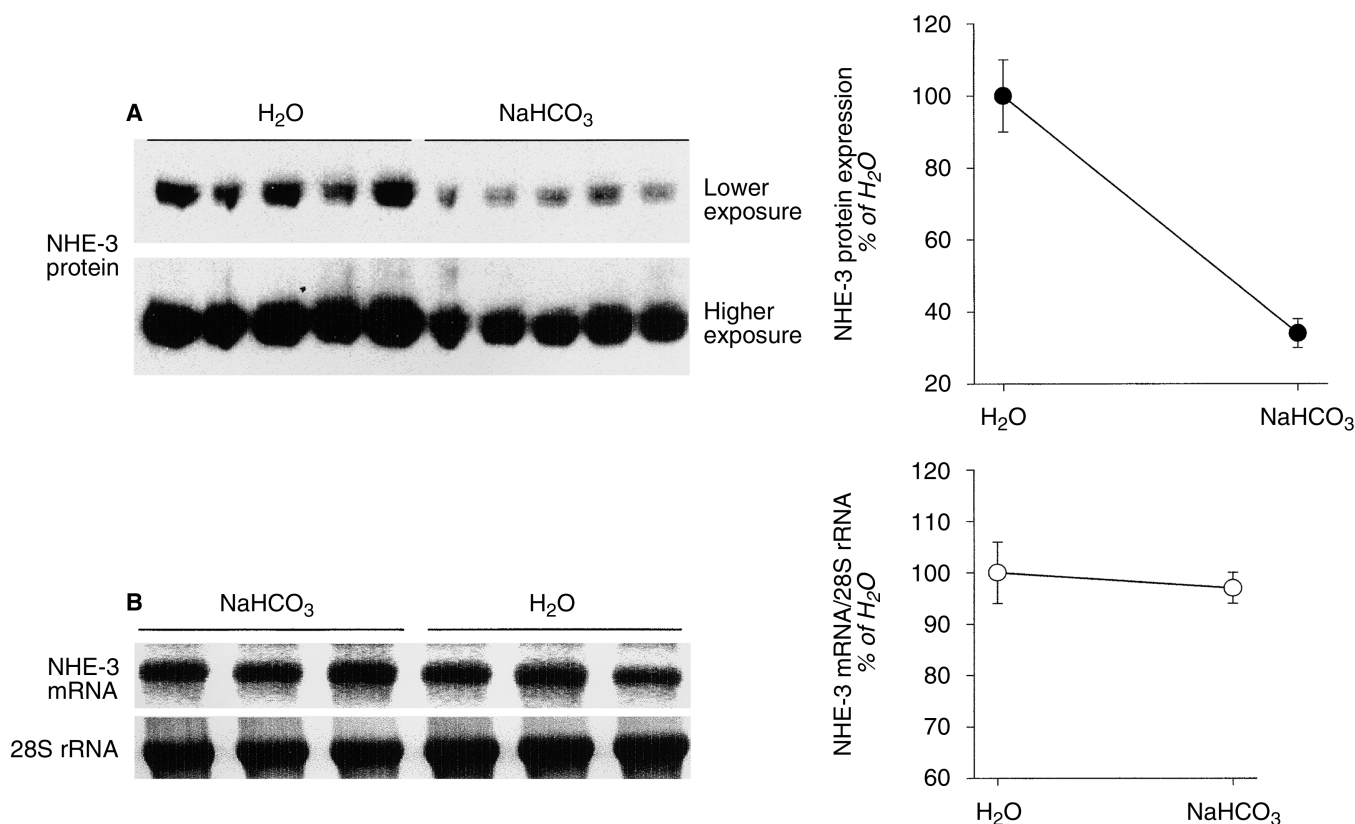 A
H₂O
NaHCO₃
NHE-3
protein
Lower
exposure
Higher
exposure
NHE-3 protein expression
% of H₂O
120
100
80
60
40
20
H₂O
NaHCO₃
B
NaHCO₃
H₂O
NHE-3
mRNA
28S rRNA
NHE-3 mRNA/28S rRNA
% of H₂O
120
110
100
90
80
70
60
H₂O
NaHCO₃